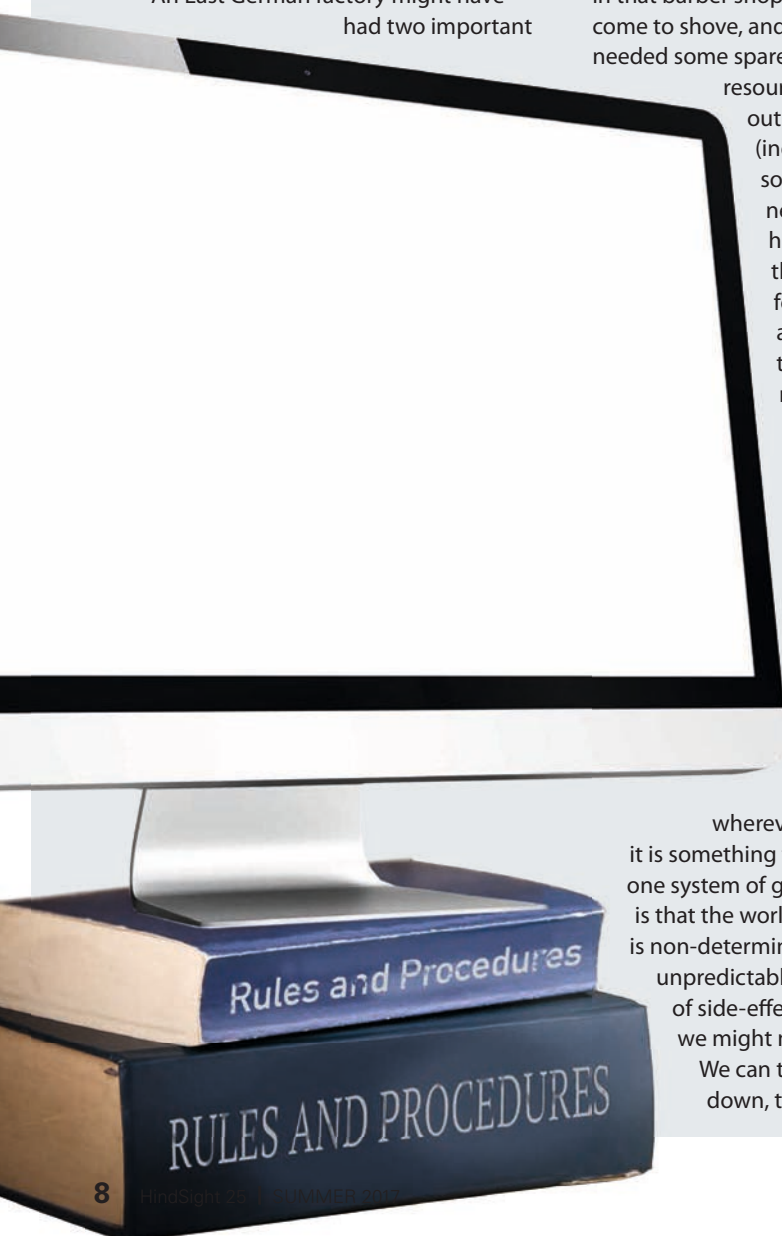 An East German factory might have
had two important
in that barber shop
come to shove, and
needed some spare
resour
out
(in
so
wherev
it is something
one system of g
is that the worl
is non-determin
unpredictabl
of side-effe
we might
We can t
down, t
Rules and Procedures
RULES AND PROCEDURES
8 HindSight 25 SUMMER 2017